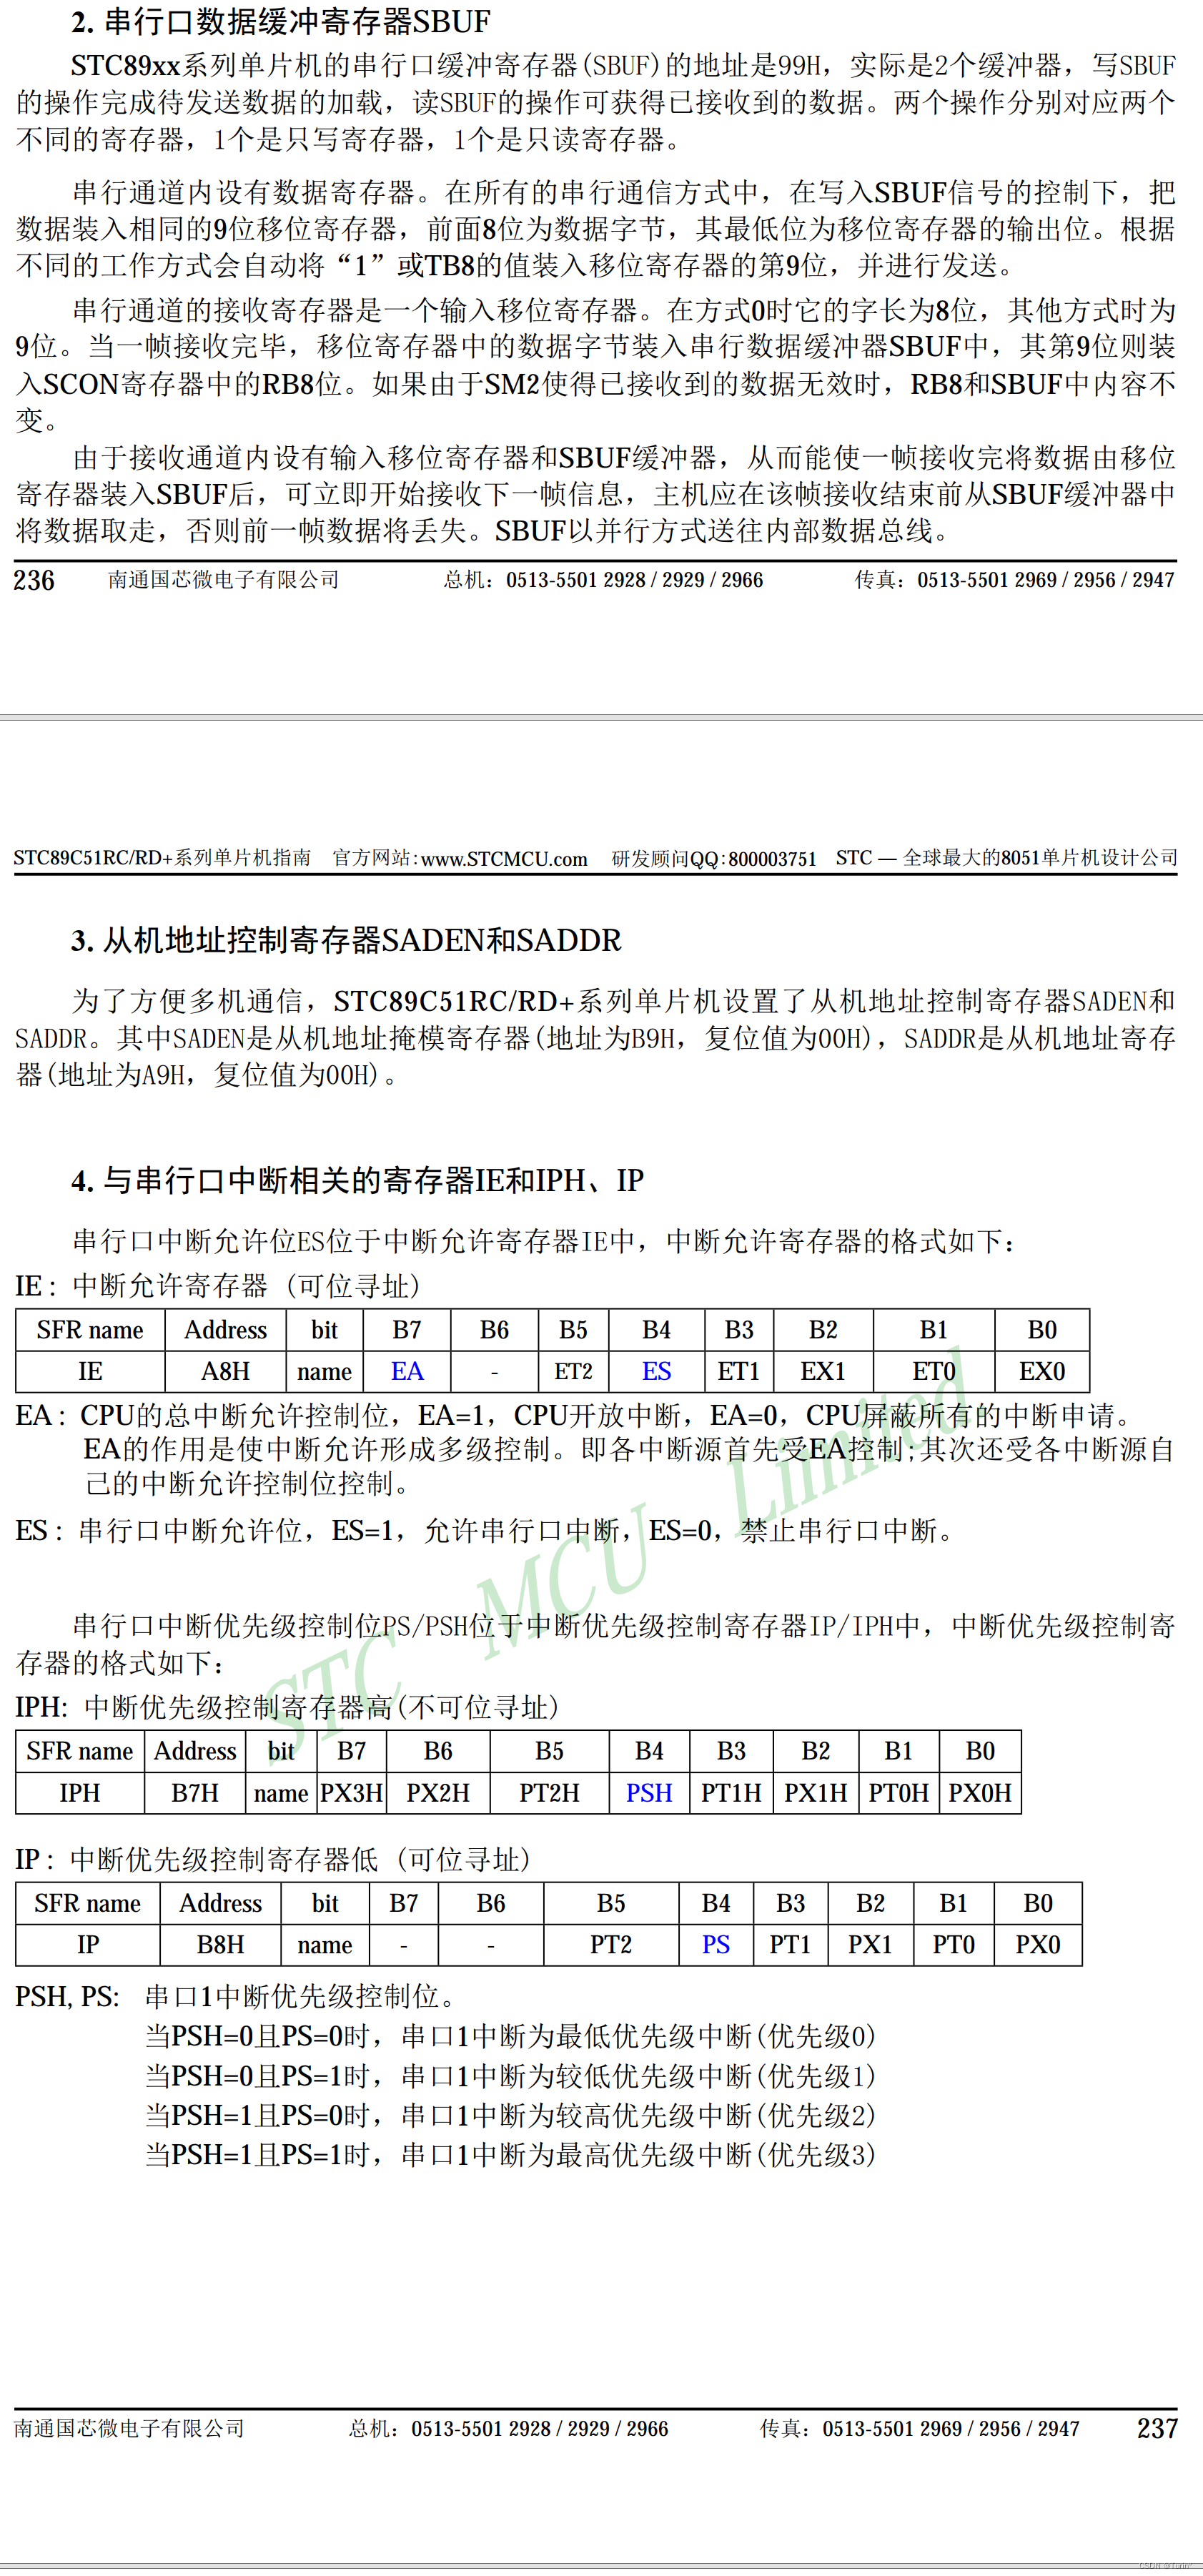 2. 串行口数据缓冲寄存器SBUF
STC89xx系列单片机的串行口缓冲寄存器(SBUF)的地址是99H，实际是2个缓冲器，写SBUF
的操作完成待发送数据的加载，读SBUF的操作可获得已接收到的数据。两个操作分别对应两个
不同的寄存器，1个是只写寄存器，1个是只读寄存器。
串行通道内设有数据寄存器。在所有的串行通信方式中，在写入SBUF信号的控制下，把
数据装入相同的9位移位寄存器，前面8位为数据字节，其最低位为移位寄存器的输出位。根据
不同的工作方式会自动将“1”或TB8的值装入移位寄存器的第9位，并进行发送。
串行通道的接收寄存器是一个输入移位寄存器。在方式0时它的字长为8位，其他方式时为
9位。当一帧接收完毕，移位寄存器中的数据字节装入串行数据缓冲器SBUF中，其第9位则装
入SCON寄存器中的RB8位。如果由于SM2使得已接收到的数据无效时，RB8和SBUF中内容不
变。
由于接收通道内设有输入移位寄存器和SBUF缓冲器，从而能使一帧接收完将数据由移位
寄存器装入SBUF后，可立即开始接收下一帧信息，主机应在该帧接收结束前从SBUF缓冲器中
将数据取走，否则前一帧数据将丢失。SBUF以并行方式送往内部数据总线。
236 南通国芯微电子有限公司 总机：0513-5501 2928 / 2929 / 2966 传真：0513-5501 2969 / 2956 / 2947
STC89C51RC/RD+系列单片机指南 官方网站:www.STCMCU.com 研发顾问QQ:800003751 STC — 全球最大的8051单片机设计公司
3. 从机地址控制寄存器SADEN和SADDR
为了方便多机通信，STC89C51RC/RD+系列单片机设置了从机地址控制寄存器SADEN和
SADDR。其中SADEN是从机地址掩模寄存器(地址为B9H，复位值为00H)，SADDR是从机地址寄存
器(地址为A9H，复位值为00H)。
4. 与串行口中断相关的寄存器IE和IPH、IP
串行口中断允许位ES位于中断允许寄存器IE中，中断允许寄存器的格式如下：
IE : 中断允许寄存器 (可位寻址)
SFR name Address bit B7 B6 B5 B4 B3 B2 B1 B0
IE A8H name EA - ET2 ES ET1 EX1 ET0 EX0
EA : CPU的总中断允许控制位，EA=1，CPU开放中断，EA=0，CPU屏蔽所有的中断申请。
EA的作用是使中断允许形成多级控制。即各中断源首先受EA控制;其次还受各中断源自
己的中断允许控制位控制。
ES : 串行口中断允许位，ES=1，允许串行口中断，ES=0，禁止串行口中断。
串行口中断优先级控制位PS/PSH位于中断优先级控制寄存器IP/IPH中，中断优先级控制寄
存器的格式如下：
IPH: 中断优先级控制寄存器高(不可位寻址)
SFR name Address bit B7 B6 B5 B4 B3 B2 B1 B0
IPH B7H name PX3H PX2H PT2H PSH PT1H PX1H PT0H PX0H
IP : 中断优先级控制寄存器低 (可位寻址)
SFR name Address bit B7 B6 B5 B4 B3 B2 B1 B0
IP B8H name - - PT2 PS PT1 PX1 PT0 PX0
PSH, PS: 串口1中断优先级控制位。
当PSH=0且PS=0时，串口1中断为最低优先级中断(优先级0)
当PSH=0且PS=1时，串口1中断为较低优先级中断(优先级1)
当PSH=1且PS=0时，串口1中断为较高优先级中断(优先级2)
当PSH=1且PS=1时，串口1中断为最高优先级中断(优先级3)
STC MCU Limited
南通国芯微电子有限公司 总机：0513-5501 2928 / 2929 / 2966 传真：0513-5501 2969 / 2956 / 2947 237